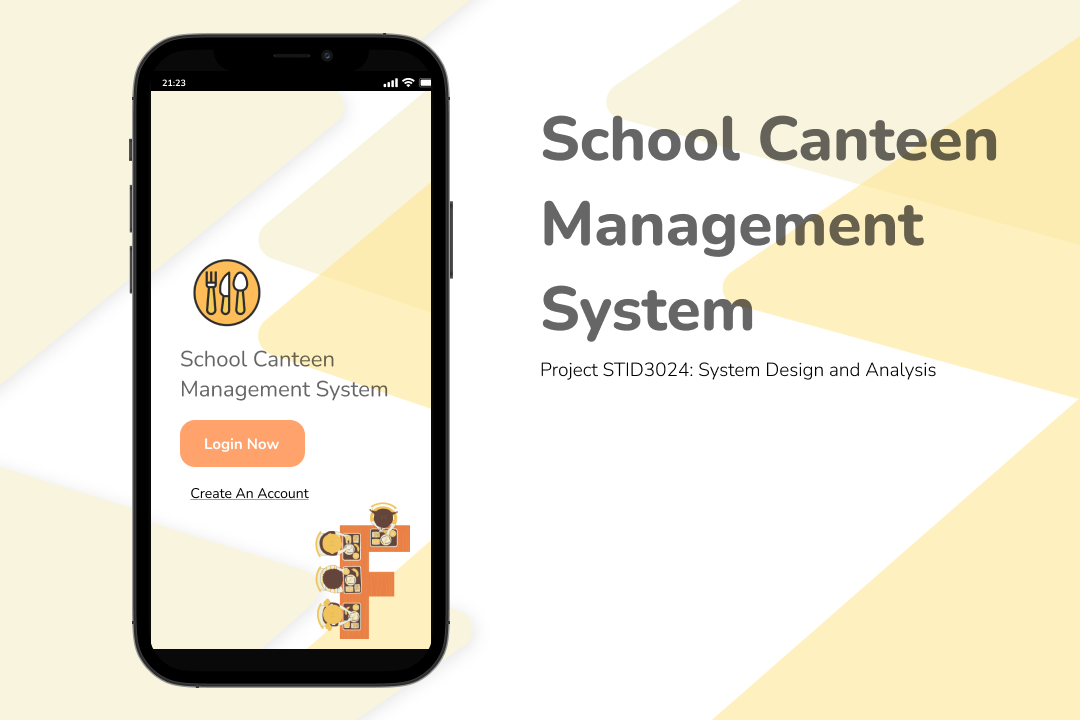 21:23
School Canteen
Management System
Login Now
Create An Account
School Canteen
Management
System
Project STID3024: System Design and Analysis